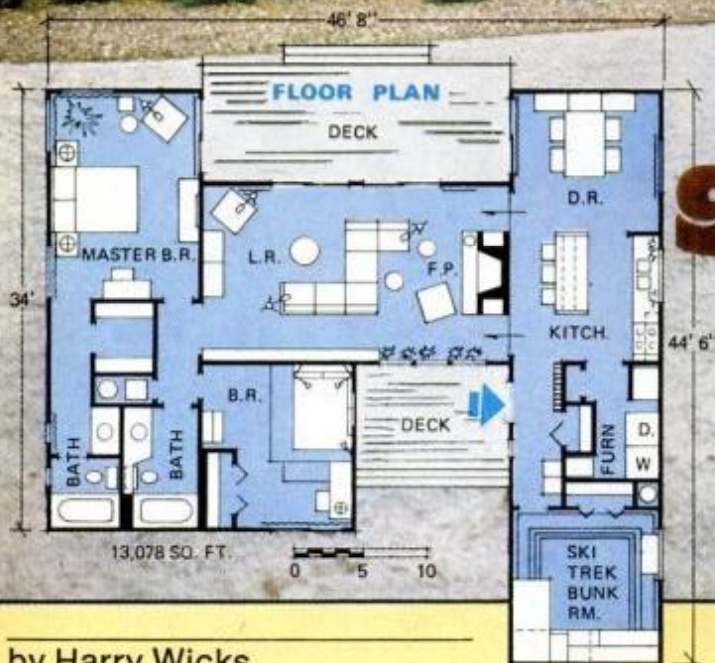 46' 8"
FLOOR PLAN
DECK
D.R.
MASTER B.R.
L.R.
F.P.
34'
KITCH.
44' 6"
B.R.
DECK
BATH
BATH
FURN
D.
W
13,078 SQ. FT.
0 5 10
SKI
TREK
BUNK
RM.
by Harry Wicks